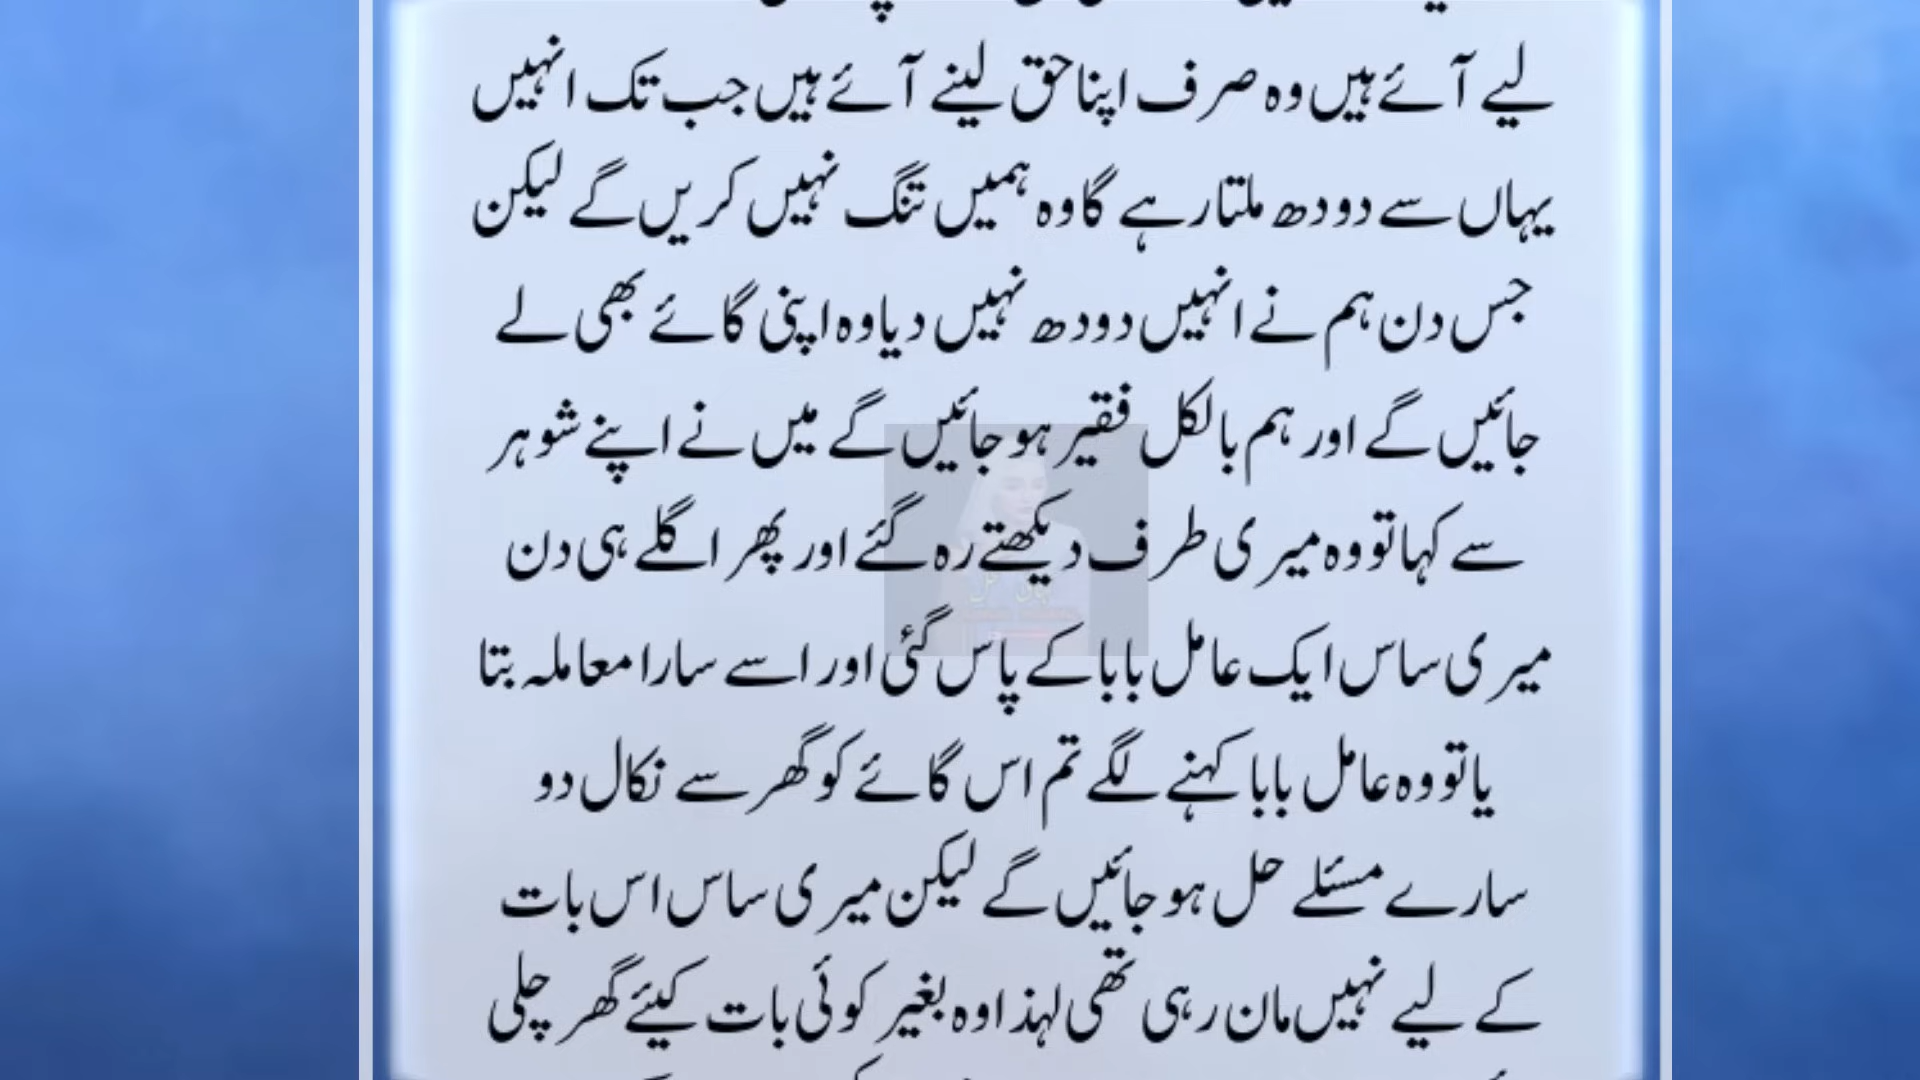 لیے آئے ہیں وہ صرف اپنا حق لینے آئے ہیں جب تک انہیں
یہاں سے دودھ ملتا رہے گا وہ ہمیں تنگ نہیں کریں گے لیکن
جس دن ہم نے انہیں دودھ نہیں دیا وہ اپنی گائے بھی لے
جائیں گے اور ہم بالکل فقیر ہو جائیں گے میں نے اپنے شوہر
سے کہا تو وہ میری طرف دیکھتے رہ گئے اور پھر اگلے ہی دن
میری ساس ایک عامل بابا کے پاس گئی اور اسے سارا معاملہ بتا
یا تو وہ عامل بابا کہنے لگے تم اس گائے کو گھر سے نکال دو
سارے مسئلے حل ہو جائیں گے لیکن میری ساس اس بات
کے لیے نہیں مان رہی تھی لہذا وہ بغیر کوئی بات کیئے گھر چلی